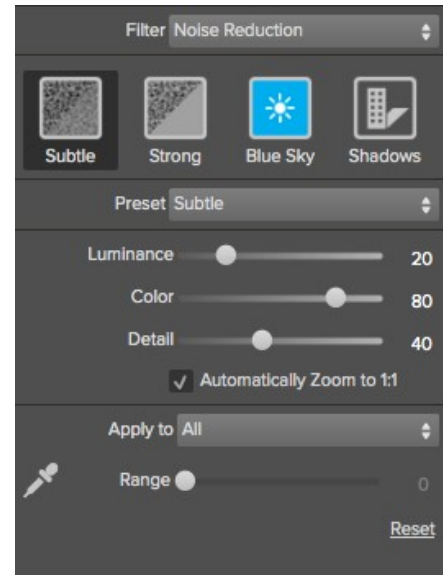 Filter Noise Reduction
Subtle Strong Blue Sky Shadows
Preset Subtle
Luminance 20
Color 80
Detail 40
Automatically Zoom to 1:1
Apply to All
Range 0
Reset